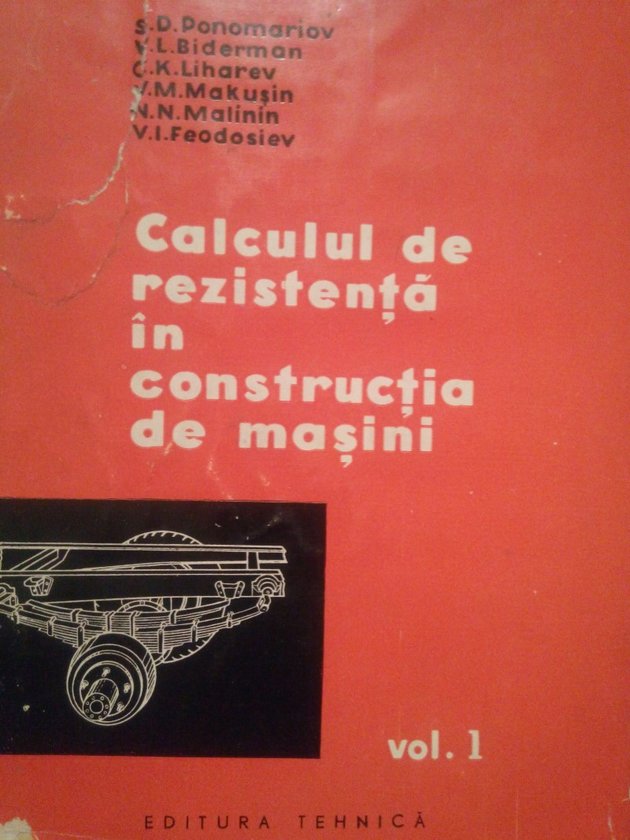 S.D.Ponomariov
V.L.Biderman
C.K.Liharev
V.M.Makușin
N.N.Malinin
V.I.Feodosiev
Calculul de
rezistență
în
construcția
de mașini
vol. 1
EDITURA TEHNICĂ